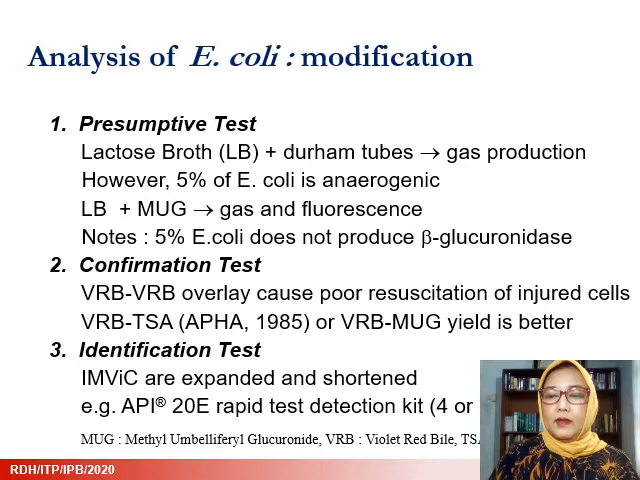 Analysis of E. coli : modification
1. Presumptive Test
Lactose Broth (LB) + durham tubes → gas production
However, 5% of E. coli is anaerogenic
LB + MUG → gas and fluorescence
Notes : 5% E.coli does not produce β-glucuronidase
2. Confirmation Test
VRB-VRB overlay cause poor resuscitation of injured cells
VRB-TSA (APHA, 1985) or VRB-MUG yield is better
3. Identification Test
IMViC are expanded and shortened
e.g. API® 20E rapid test detection kit (4 or
MUG : Methyl Umbelliferyl Glucuronide, VRB : Violet Red Bile, TSA
RDH/ITP/IPB/2020